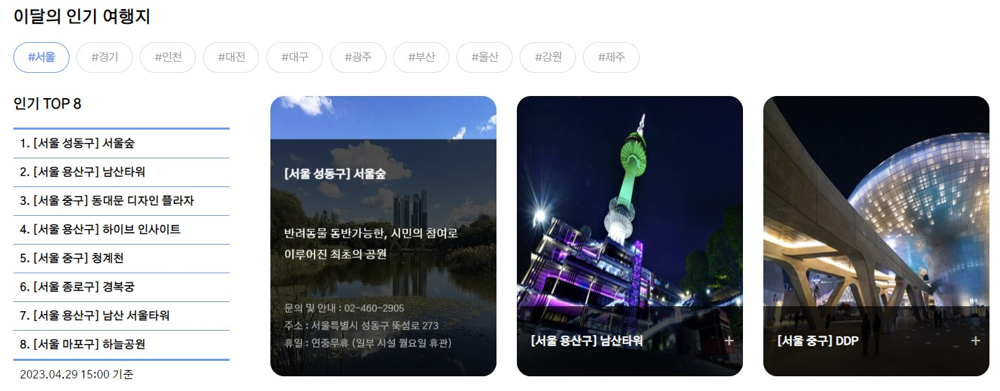 이달의 인기 여행지
#서울 #경기 #인천 #대전 #대구 #광주 #부산 #울산 #강원 #제주
인기 TOP 8
1. [서울 성동구] 서울숲
2. [서울 용산구] 남산타워
3. [서울 중구] 동대문 디자인 플라자
4. [서울 용산구] 하이브 인사이트
5. [서울 중구] 청계천
6. [서울 종로구] 경복궁
7. [서울 용산구] 남산 서울타워
8. [서울 마포구] 하늘공원
2023.04.29 15:00 기준
[서울 성동구] 서울숲
반려동물 동반가능한, 시민의 참여로
이루어진 최초의 공원
문의 및 안내 : 02-460-2905
주소 : 서울특별시 성동구 뚝섬로 273
휴일 : 연중무휴 (일부 시설 월요일 휴관)
[서울 용산구] 남산타워 +
[서울 중구] DDP +